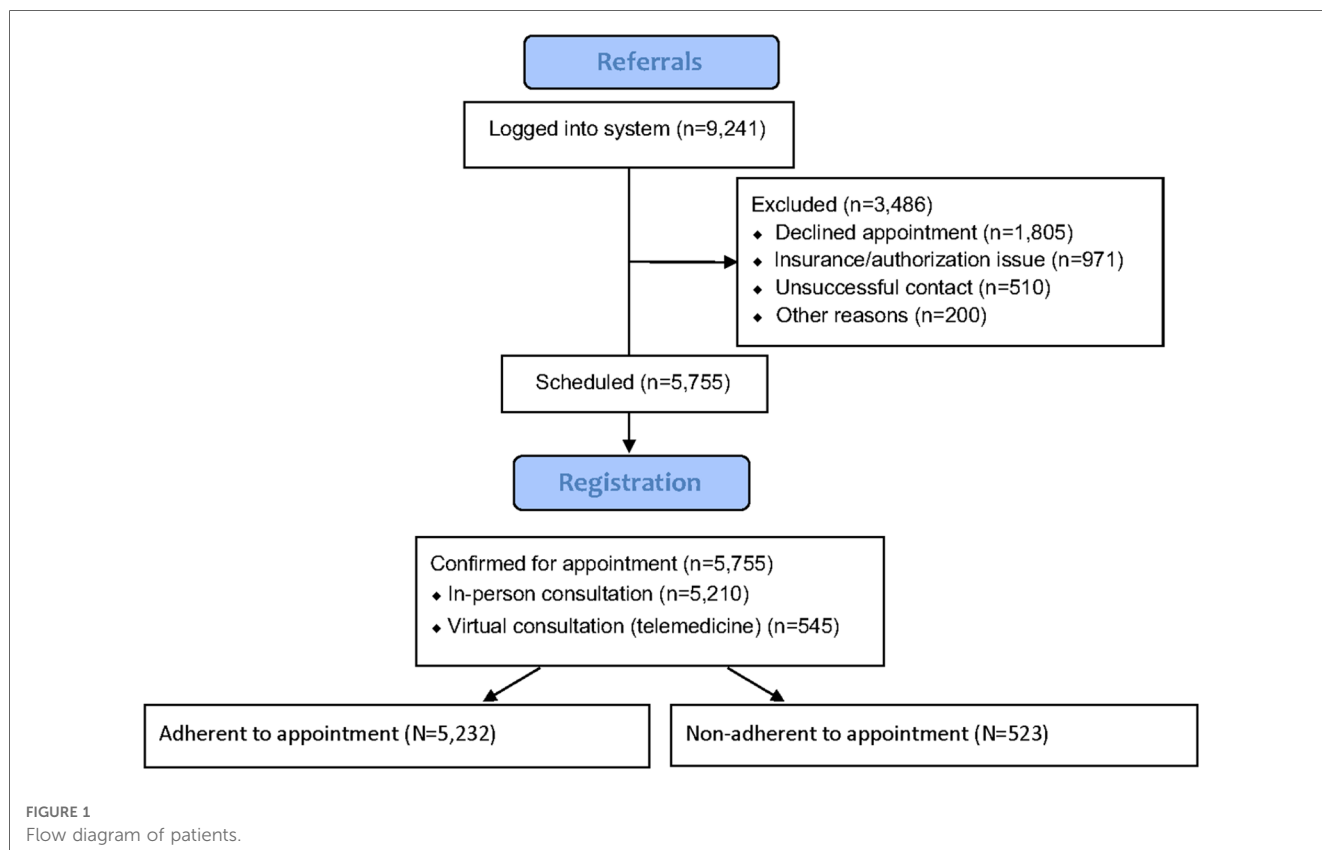 Referrals
Logged into system (n=9,241)
Excluded (n=3,486)
⬥ Declined appointment (n=1,805)
⬥ Insurance/authorization issue (n=971)
⬥ Unsuccessful contact (n=510)
⬥ Other reasons (n=200)
Scheduled (n=5,755)
Registration
Confirmed for appointment (n=5,755)
⬥ In-person consultation (n=5,210)
⬥ Virtual consultation (telemedicine) (n=545)
Adherent to appointment (N=5,232)
Non-adherent to appointment (N=523)
FIGURE 1
Flow diagram of patients.